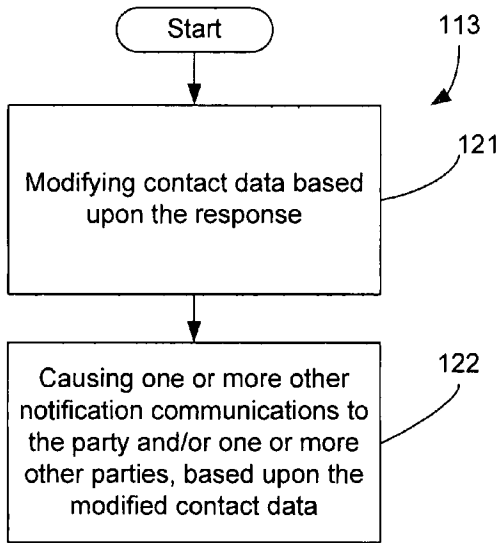 Start
113
121
Modifying contact data based
upon the response
122
Causing one or more other
notification communications to
the party and/or one or more
other parties, based upon the
modified contact data